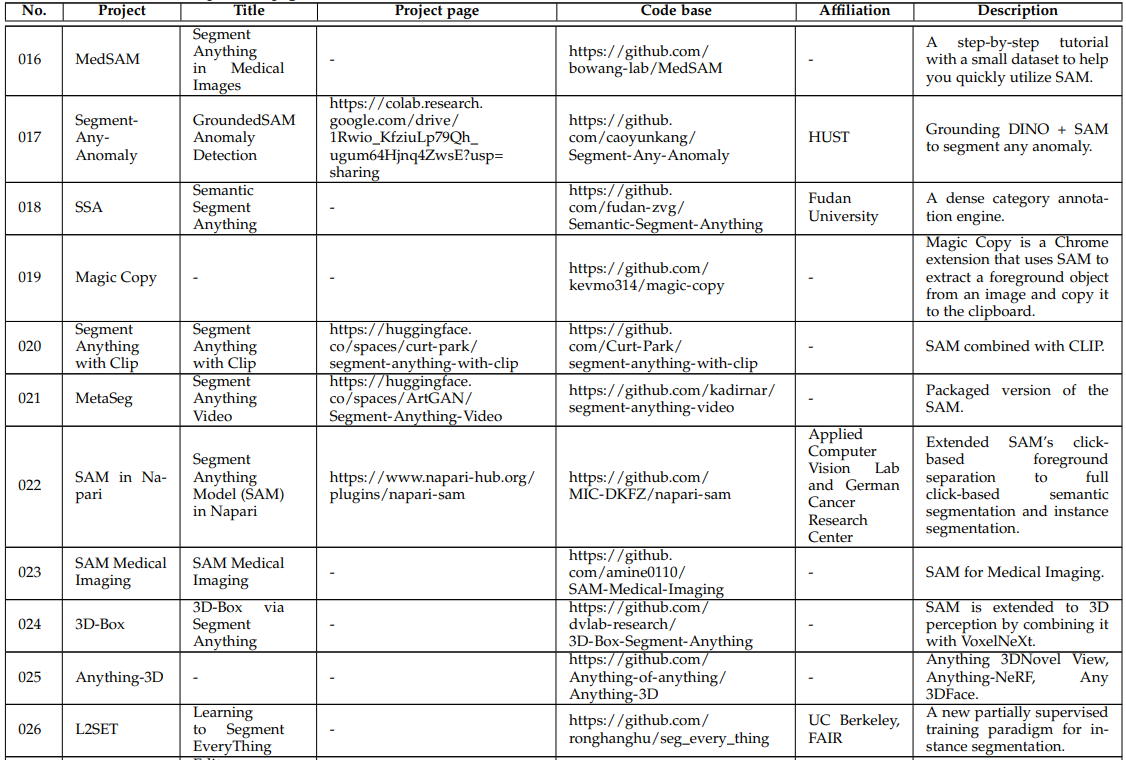 No. Project Title Project page Code base Affiliation Description
016
MedSAM
Segment
Anything
in Medical
Images
-
https://github.com/
bowang-lab/MedSAM
-
A step-by-step tutorial
with a small dataset to help
you quickly utilize SAM.
017
Segment-
Any-
Anomaly
GroundedSAM
Anomaly
Detection
https://colab.research.
google.com/drive/
1Rwio_KfziuLp79Qh_
ugum64Hjnq4ZwsE?usp=
sharing
https://github.
com/caoyunkang/
Segment-Any-Anomaly
HUST
Grounding DINO + SAM
to segment any anomaly.
018
SSA
Semantic
Segment
Anything
-
https://github.
com/fudan-zvg/
Semantic-Segment-Anything
Fudan
University
A dense category annota-
tion engine.
019
Magic Copy
-
-
https://github.com/
kevmo314/magic-copy
-
Magic Copy is a Chrome
extension that uses SAM to
extract a foreground object
from an image and copy it
to the clipboard.
020
Segment
Anything
with Clip
Segment
Anything
with Clip
https://huggingface.
co/spaces/curt-park/
segment-anything-with-clip
https://github.
com/Curt-Park/
segment-anything-with-clip
-
SAM combined with CLIP.
021
MetaSeg
Segment
Anything
Video
https://huggingface.
co/spaces/ArtGAN/
Segment-Anything-Video
https://github.com/kadirnar/
segment-anything-video
-
Packaged version of the
SAM.
022
SAM in Na-
pari
Segment
Anything
Model (SAM)
in Napari
https://www.napari-hub.org/
plugins/napari-sam
https://github.com/
MIC-DKFZ/napari-sam
Applied
Computer
Vision Lab
and German
Cancer
Research
Center
Extended SAM's click-
based foreground
separation to full
click-based semantic
segmentation and instance
segmentation.
023
SAM Medical
Imaging
SAM Medical
Imaging
-
https://github.
com/amine0110/
SAM-Medical-Imaging
-
SAM for Medical Imaging.
024
3D-Box
3D-Box via
Segment
Anything
-
https://github.com/
dvlab-research/
3D-Box-Segment-Anything
-
SAM is extended to 3D
perception by combining it
with VoxelNeXt.
025
Anything-3D
-
-
https://github.com/
Anything-of-anything/
Anything-3D
-
Anything 3DNovel View,
Anything-NeRF, Any
3DFace.
026
L2SET
Learning
to Segment
EveryThing
-
https://github.com/
ronghanghu/seg_every_thing
UC Berkeley,
FAIR
A new partially supervised
training paradigm for in-
stance segmentation.